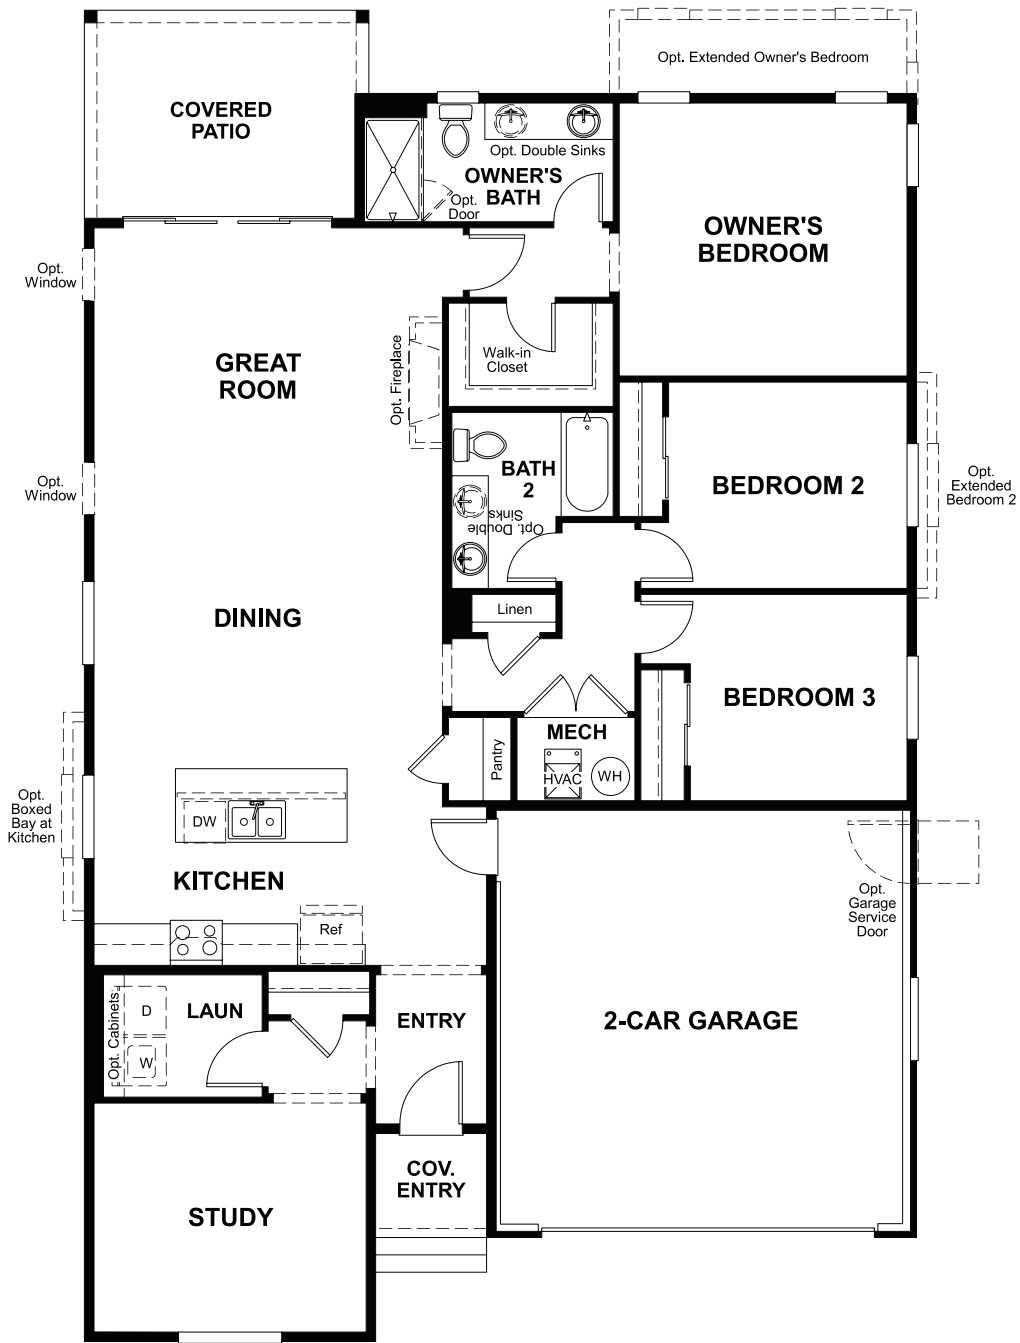 Opt. Extended Owner's Bedroom
COVERED
PATIO
Opt. Double Sinks
OWNER'S
BATH
Opt.
Door
OWNER'S
BEDROOM
Opt.
Window
GREAT
ROOM
Opt. Fireplace
Walk-in
Closet
Opt.
Window
BATH
2
Opt. Double
Sinks
BEDROOM 2
Opt.
Extended
Bedroom 2
DINING
Linen
BEDROOM 3
MECH
Pantry
HVAC
WH
Opt.
Boxed
Bay at
Kitchen
DW
KITCHEN
Ref
Opt.
Garage
Service
Door
Opt. Cabinets
D
W
LAUN
ENTRY
2-CAR GARAGE
COV.
ENTRY
STUDY